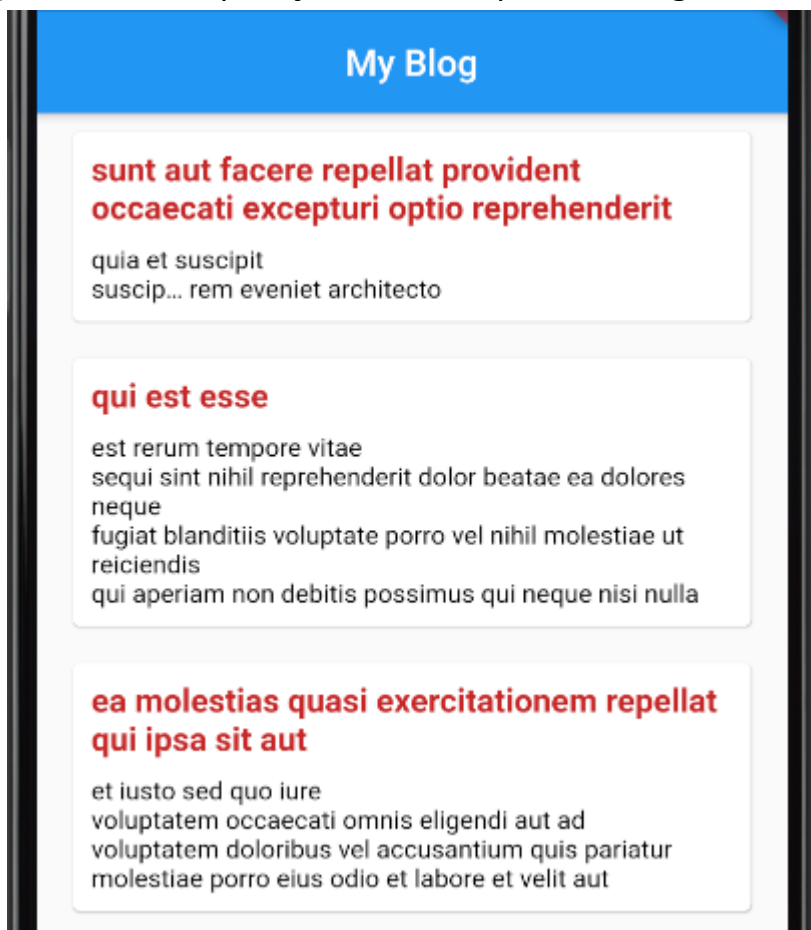 My Blog
sunt aut facere repellat provident
occaecati excepturi optio reprehenderit
quia et suscipit
suscip... rem eveniet architecto
qui est esse
est rerum tempore vitae
sequi sint nihil reprehenderit dolor beatae ea dolores
neque
fugiat blanditiis voluptate porro vel nihil molestiae ut
reiciendis
qui aperiam non debitis possimus qui neque nisi nulla
ea molestias quasi exercitationem repellat
qui ipsa sit aut
et iusto sed quo iure
voluptatem occaecati omnis eligendi aut ad
voluptatem doloribus vel accusantium quis pariatur
molestiae porro eius odio et labore et velit aut